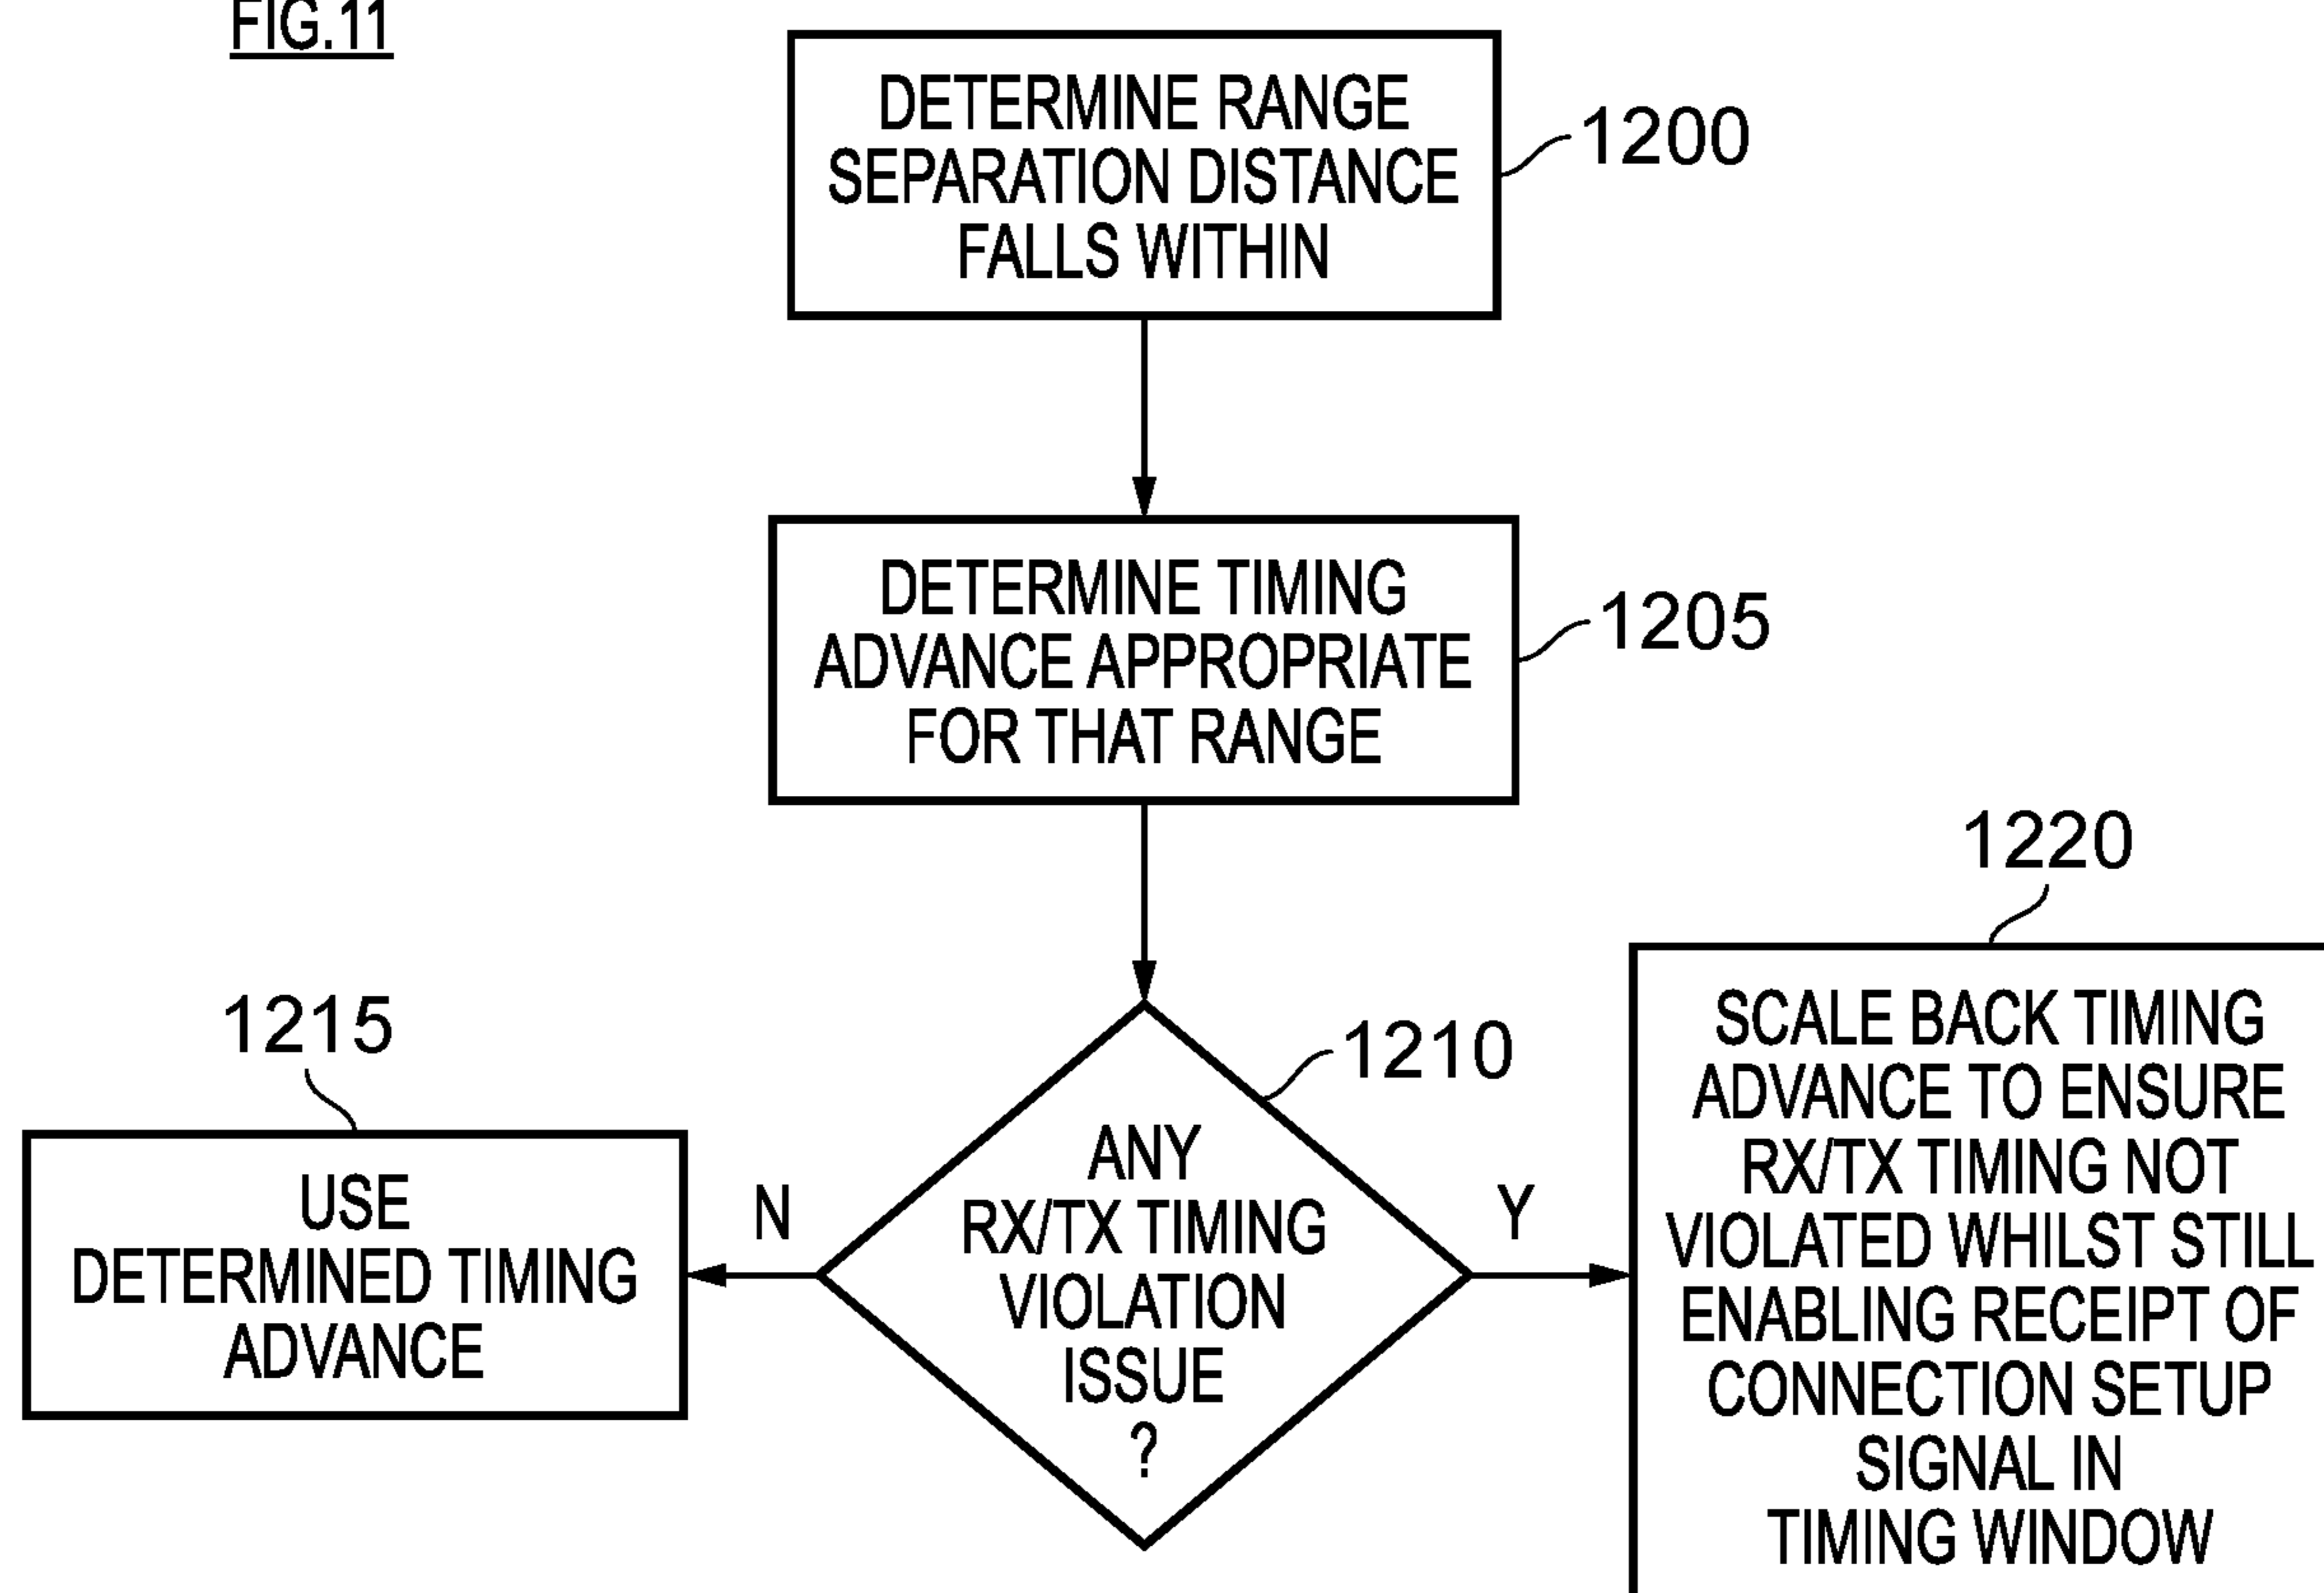 FIG.11
DETERMINE RANGE
SEPARATION DISTANCE
FALLS WITHIN
1200
DETERMINE TIMING
ADVANCE APPROPRIATE
FOR THAT RANGE
1205
ANY
RX/TX TIMING
VIOLATION
ISSUE
?
1210
N
1215
USE
DETERMINED TIMING
ADVANCE
Y
1220
SCALE BACK TIMING
ADVANCE TO ENSURE
RX/TX TIMING NOT
VIOLATED WHILST STILL
ENABLING RECEIPT OF
CONNECTION SETUP
SIGNAL IN
TIMING WINDOW